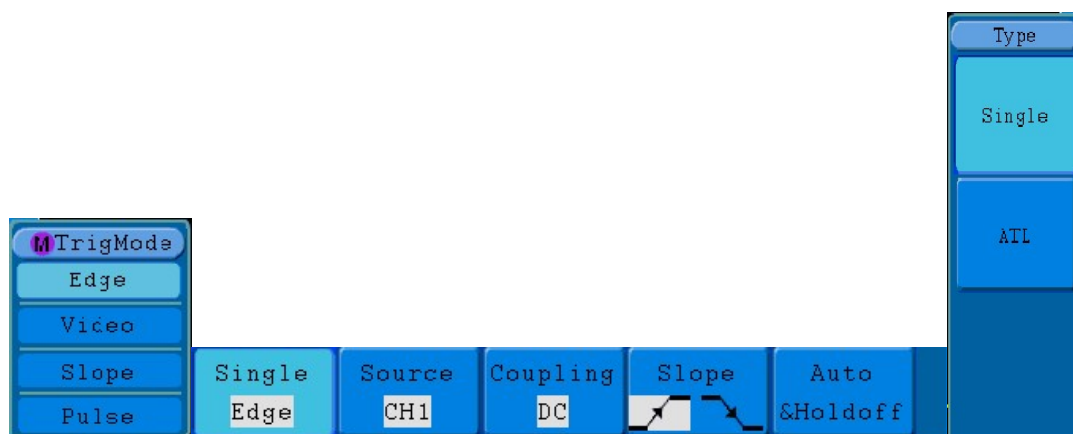 Type
Single
ATL
M TrigMode
Edge
Video
Slope
Pulse
Single
Edge
Source
CH1
Coupling
DC
Slope
Auto
&Holdoff